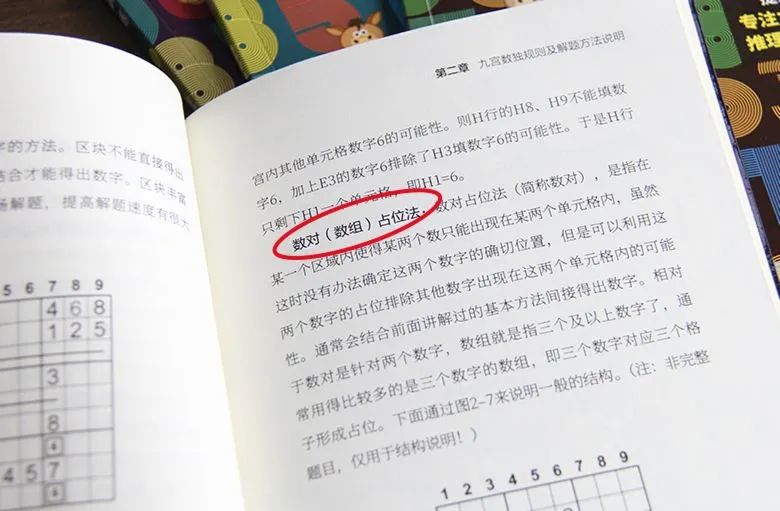 专注
推理
字的方法。区块不能直接得出
结合才能得出数字。区块丰富
解题，提高解题速度有很大
5 6 7 8 9
4 6 8
1 2 5
3
8
6
4 5 7
第二章 九宫数独规则及解题方法说明
宫内其他单元格数字6的可能性。则H行的H8、H9不能填数
字6，加上E3的数字6排除了H3填数字6的可能性。于是H行
只剩下H1一个单元格，即H1=6。
数对（数组）占位法，数对占位法（简称数对），是指在
某一个区域内使得某两个数只能出现在某两个单元格内，虽然
这时没有办法确定这两个数字的确切位置，但是可以利用这
两个数字的占位排除其他数字出现在这两个单元格内的可能
性。通常会结合前面讲解过的基本方法间接得出数字。相对
于数对是针对两个数字，数组就是指三个及以上数字了，通
常用得比较多的是三个数字的数组，即三个数字对应三个格
子形成占位。下面通过图2-7来说明一般的结构。（注：非完整
题目，仅用于结构说明！）
1 2 3 4 5 6 7 8 9